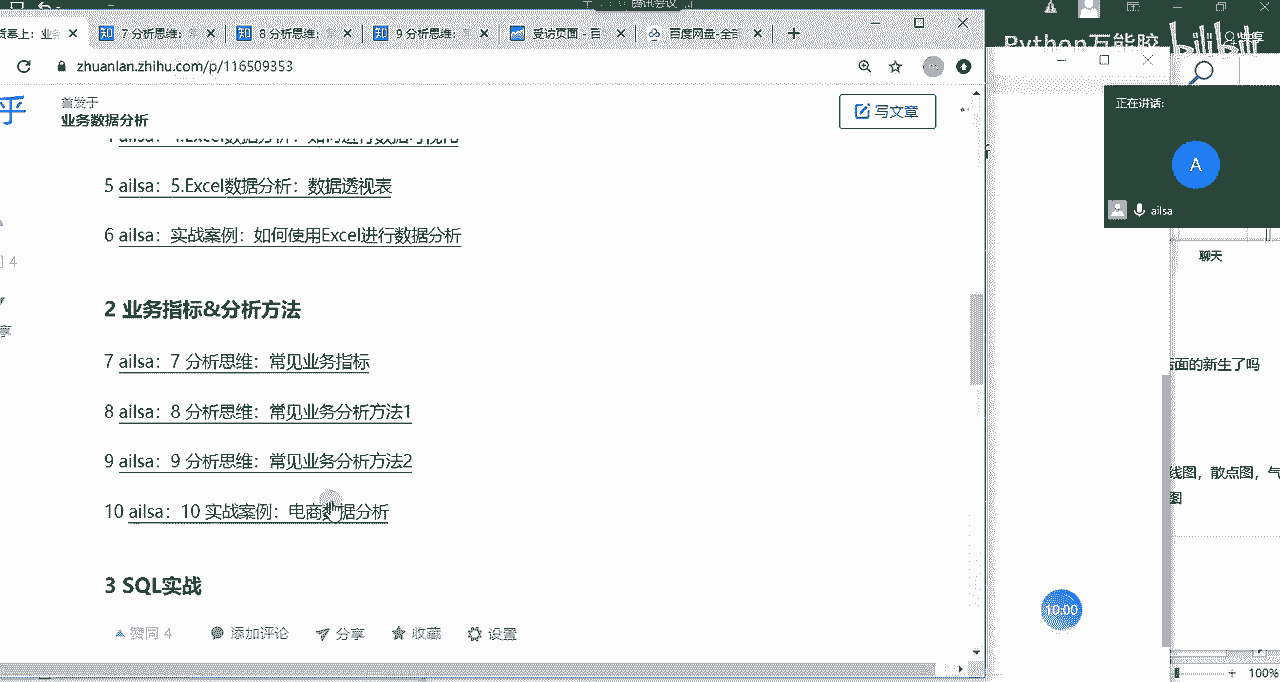 腾讯会议
货幕上：业务
7 分析思维：
8 分析思维：
9 分析思维：
受访页面 - 百
百度网盘-全部
zhuanlan.zhihu.com/p/116509353
Python万能胶 bilibili
乎
首发于
业务数据分析
写文章
正在讲话:
A
ailsa
4 ailsa：4.Excel数据分析：如何进行数据可视化
5 ailsa：5.Excel数据分析：数据透视表
6 ailsa：实战案例：如何使用Excel进行数据分析
4
享
聊天
2 业务指标&分析方法
7 ailsa：7 分析思维：常见业务指标
后面的新生了吗
8 ailsa：8 分析思维：常见业务分析方法1
9 ailsa：9 分析思维：常见业务分析方法2
线图，散点图，气
图
10 ailsa：10 实战案例：电商数据分析
3 SQL实战
10:00
赞同 4 添加评论 分享 收藏 设置
100%